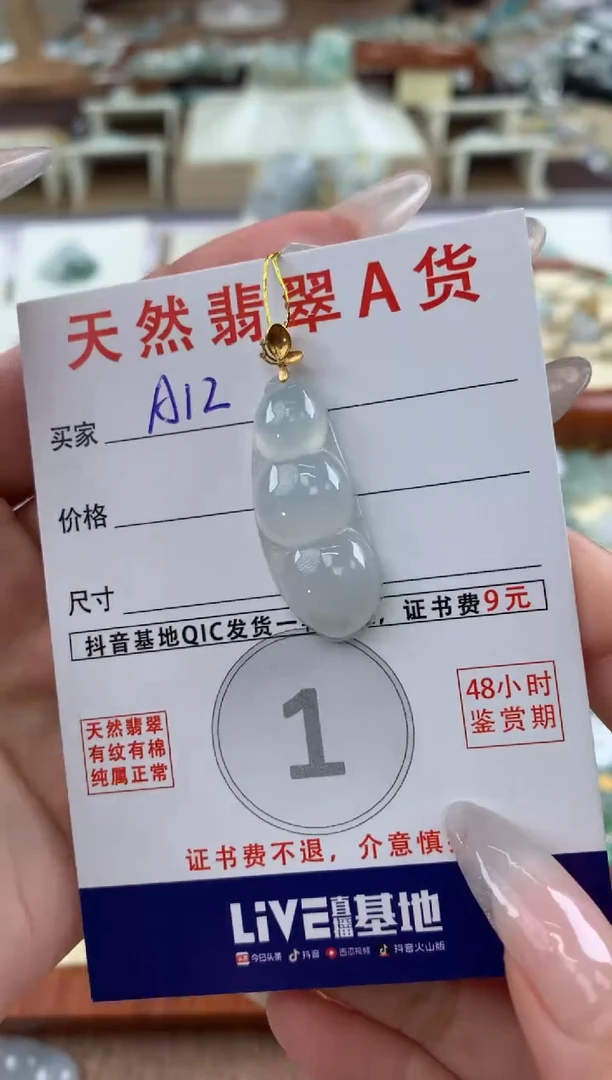 天然翡翠A货
买家 A12
价格
尺寸
抖音基地QIC发货一 ，证书费9元
天然翡翠
有纹有棉
纯属正常
1
48小时
鉴赏期
证书费不退，介意慎
LiVE直播基地
今日头条 抖音 西瓜视频 抖音火山版